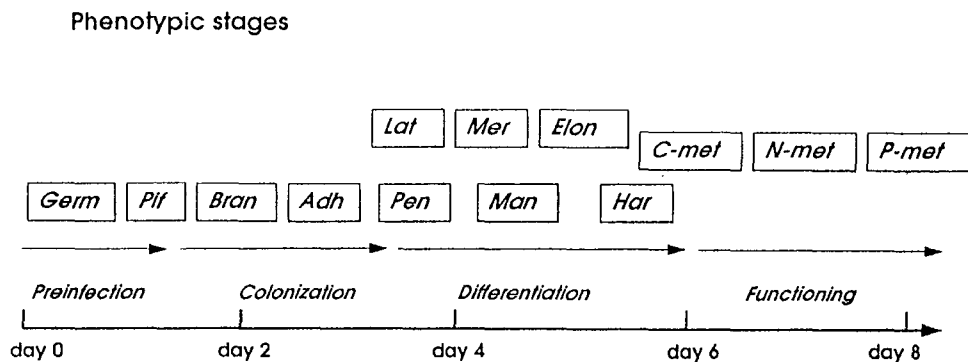 Phenotypic stages
Lat Mer Elon
C-met N-met P-met
Germ Pif Bran Adh Pen Man Har
Preinfection Colonization Differentiation Functioning
day 0 day 2 day 4 day 6 day 8